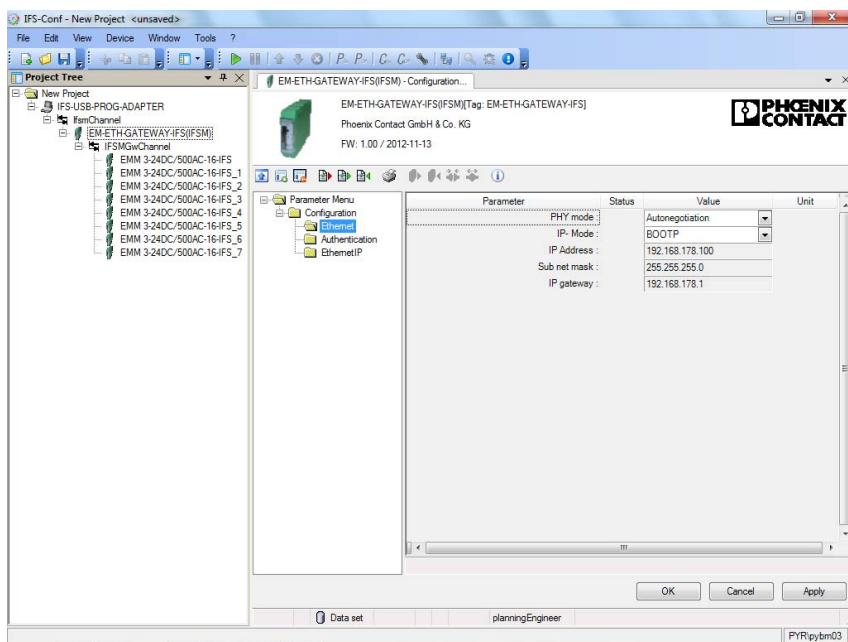 IFS-Conf - New Project <unsaved>
File Edit View Device Window Tools ?
Project Tree
New Project
IFS-USB-PROG-ADAPTER
IfsmChannel
EM-ETH-GATEWAY-IFS(IFSM)
IFSMGwChannel
EMM 3-24DC/500AC-16-IFS
EMM 3-24DC/500AC-16-IFS_1
EMM 3-24DC/500AC-16-IFS_2
EMM 3-24DC/500AC-16-IFS_3
EMM 3-24DC/500AC-16-IFS_4
EMM 3-24DC/500AC-16-IFS_5
EMM 3-24DC/500AC-16-IFS_6
EMM 3-24DC/500AC-16-IFS_7
EM-ETH-GATEWAY-IFS(IFSM) - Configuration...
EM-ETH-GATEWAY-IFS(IFSM)[Tag: EM-ETH-GATEWAY-IFS]
Phoenix Contact GmbH & Co. KG
FW: 1.00 / 2012-11-13
PHŒNIX
CONTACT
Parameter Menu
Configuration
Ethernet
Authentication
EthernetIP
Parameter Status Value Unit
PHY mode : Autonegotiation
IP- Mode : BOOTP
IP Address : 192.168.178.100
Sub net mask : 255.255.255.0
IP gateway : 192.168.178.1
OK Cancel Apply
Data set planningEngineer
PYR\pybm03